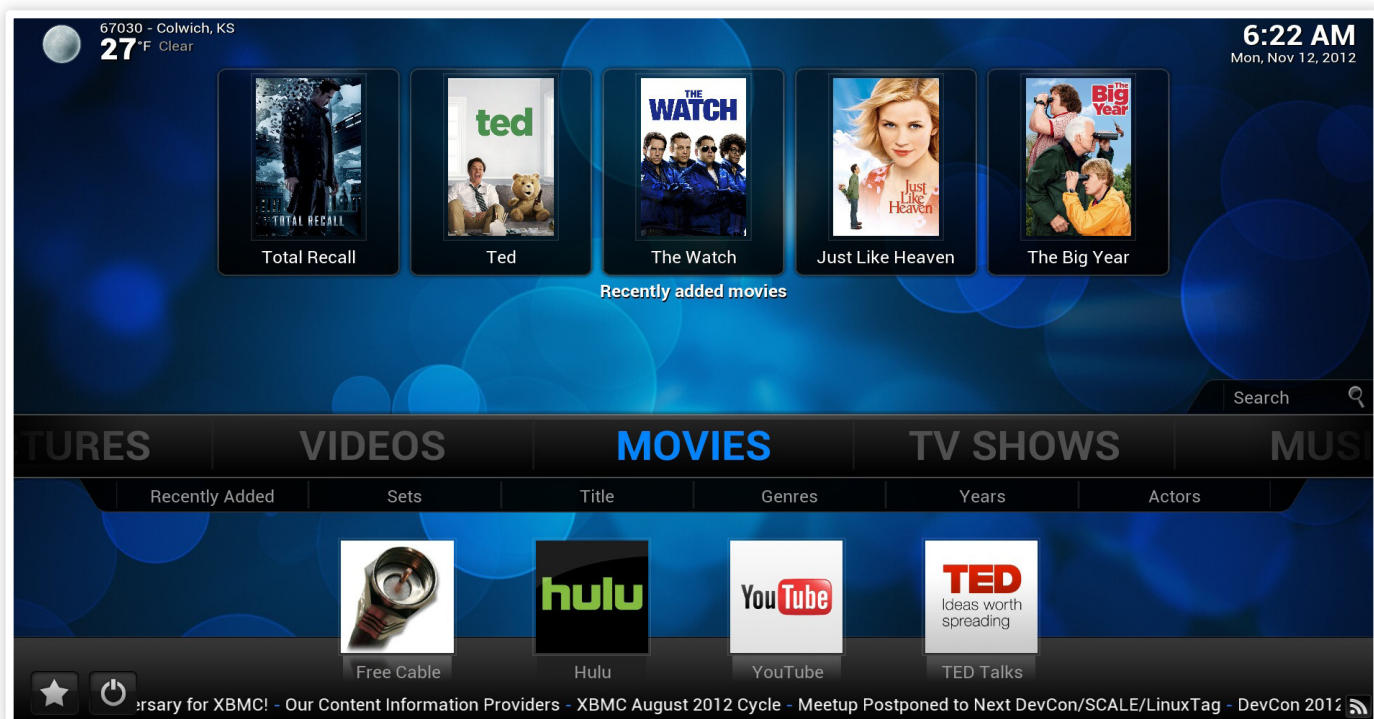 67030 - Colwich, KS
27°F Clear
6:22 AM
Mon, Nov 12, 2012
TOTAL RECALL
ted
THE
WATCH
Just
Like
Heaven
The
Big
Year
Total Recall
Ted
The Watch
Just Like Heaven
The Big Year
Recently added movies
Search
TURES
VIDEOS
MOVIES
TV SHOWS
MUSI
Recently Added
Sets
Title
Genres
Years
Actors
hulu
You Tube
TED
Ideas worth
spreading
Free Cable
Hulu
YouTube
TED Talks
ersary for XBMC! - Our Content Information Providers - XBMC August 2012 Cycle - Meetup Postponed to Next DevCon/SCALE/LinuxTag - DevCon 2012